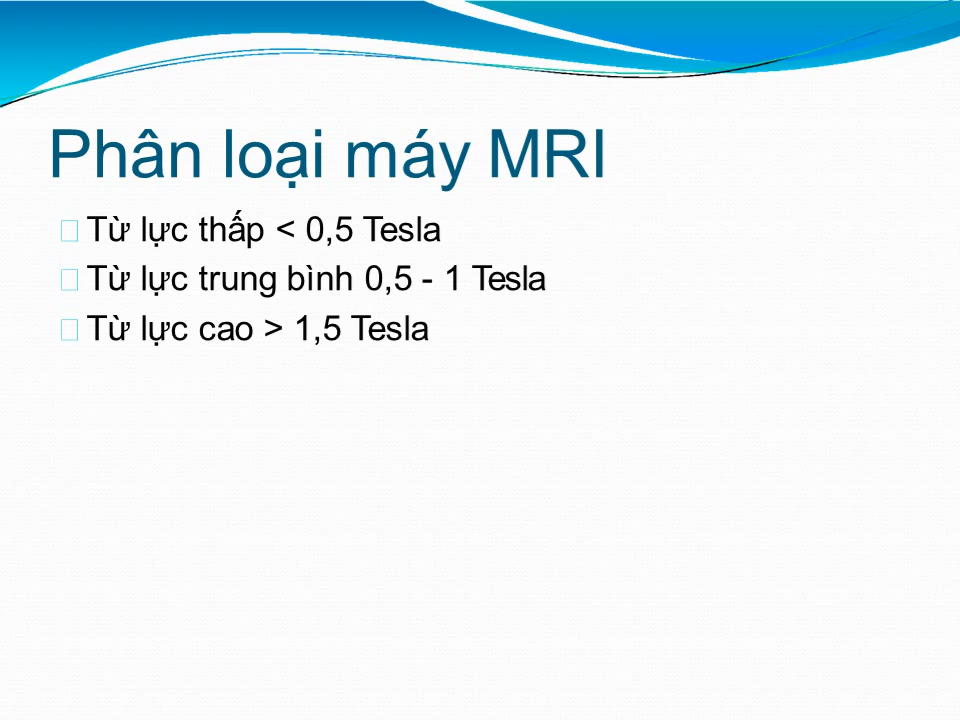 Phân loại máy MRI
Từ lực thấp < 0,5 Tesla
Từ lực trung bình 0,5 - 1 Tesla
Từ lực cao > 1,5 Tesla